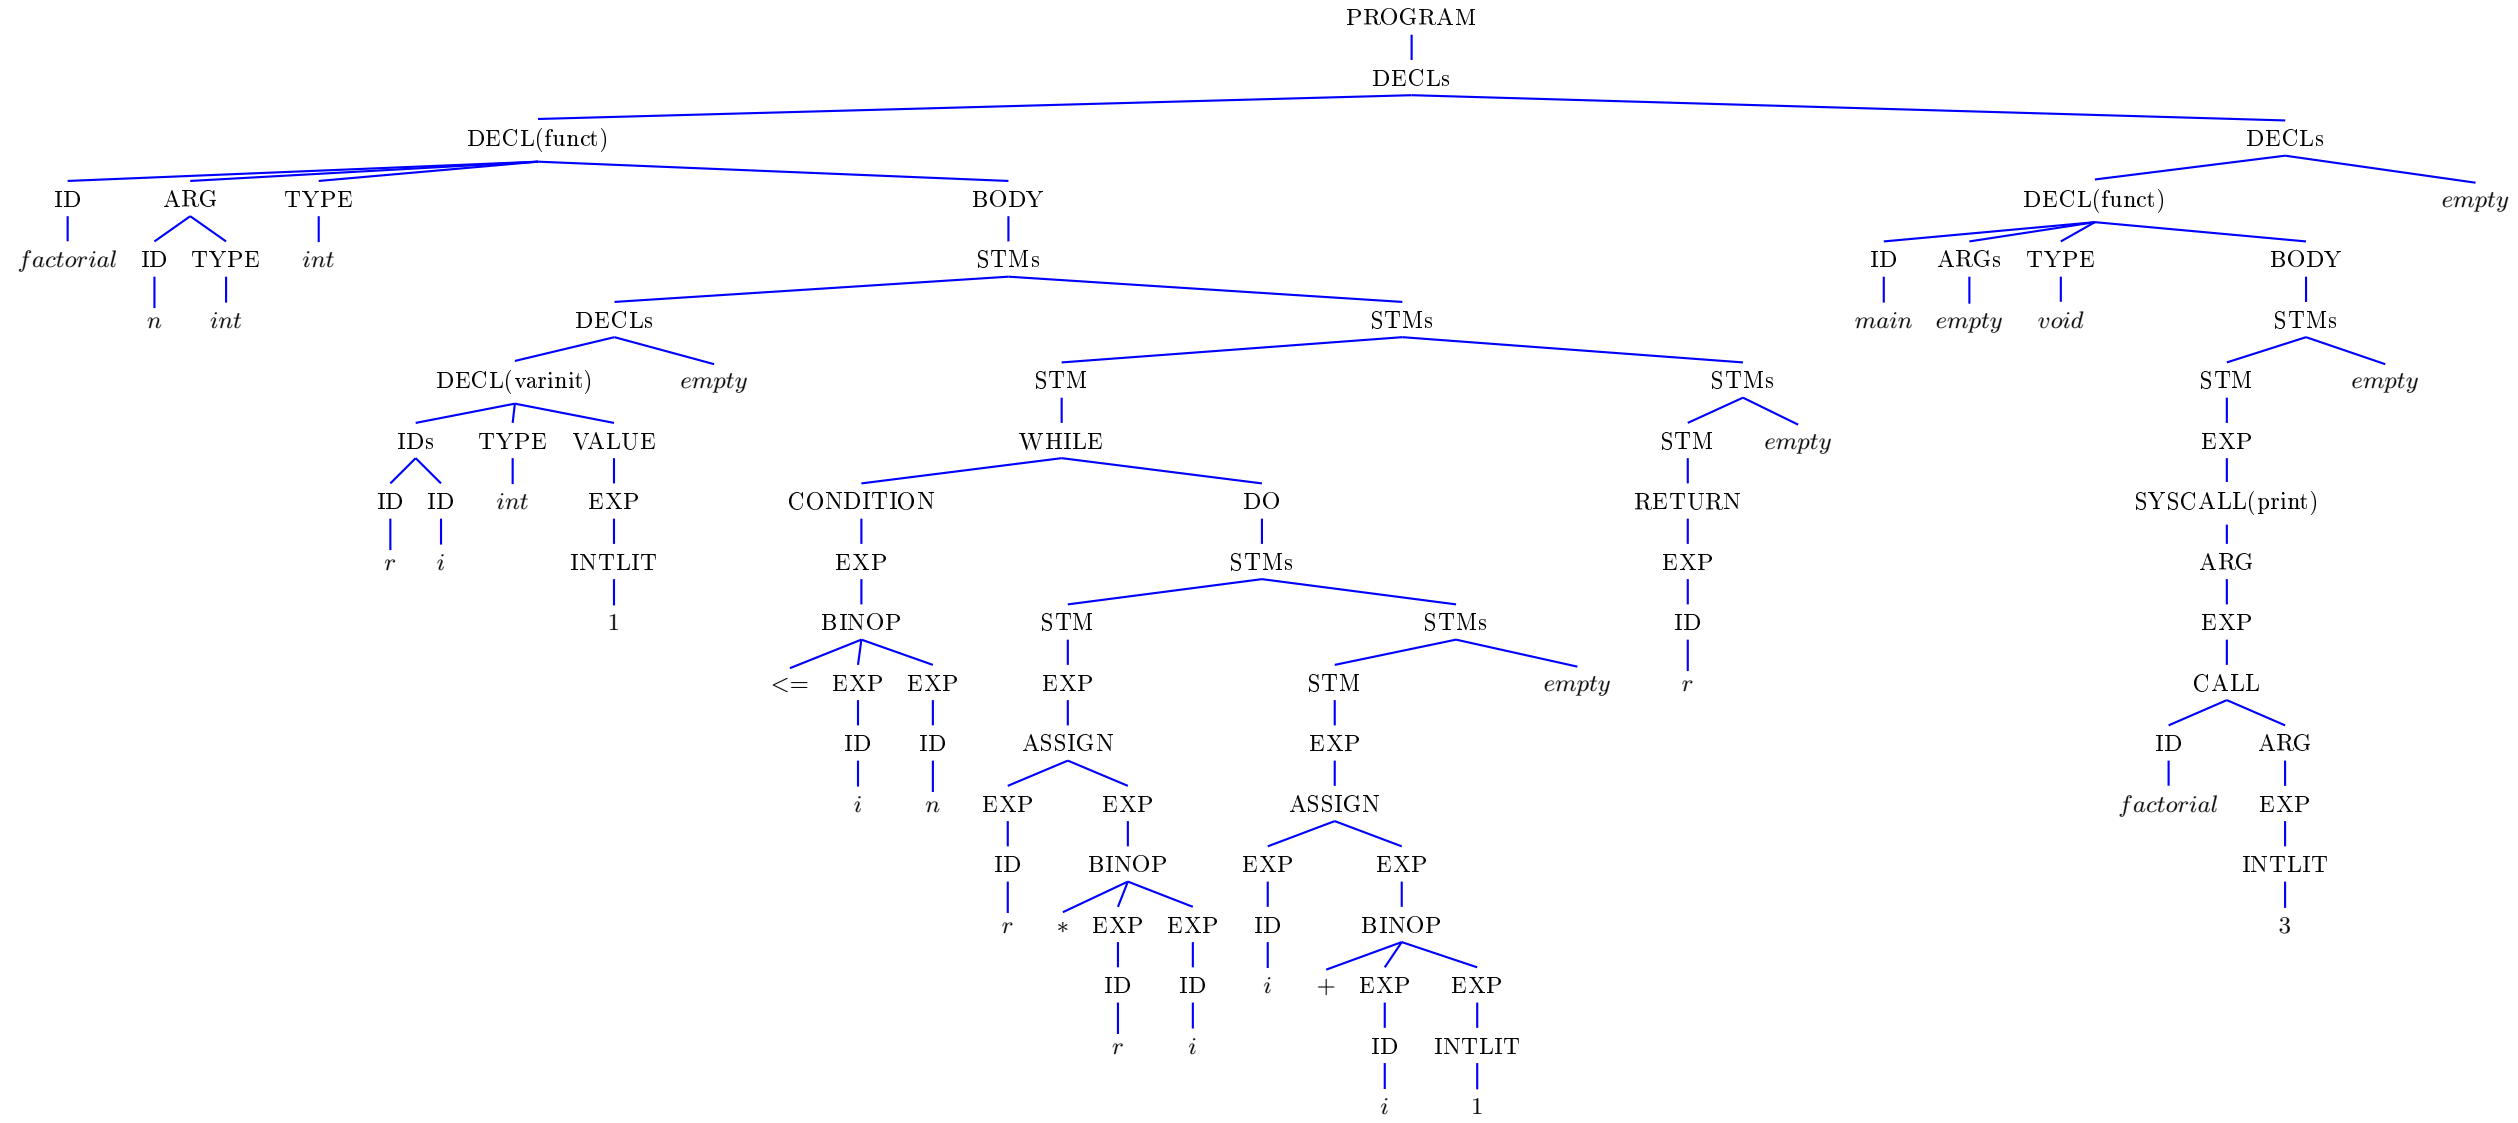 PROGRAM
DECLs
DECL(funct) DECLs
ID ARG TYPE BODY DECL(funct) empty
factorial ID TYPE int STMs ID ARGs TYPE BODY
n int DECLs STMs main empty void STMs
DECL(varinit) empty STM STMs STM empty
IDs TYPE VALUE WHILE STM empty EXP
ID ID int EXP CONDITION DO RETURN SYSCALL(print)
r i INTLIT EXP STMs EXP ARG
1 BINOP STM STMs ID EXP
<= EXP EXP EXP STM empty r CALL
ID ID ASSIGN EXP ID ARG
i n EXP EXP ASSIGN factorial EXP
ID BINOP EXP EXP INTLIT
r * EXP EXP ID BINOP 3
ID ID i + EXP EXP
r i ID INTLIT
i 1